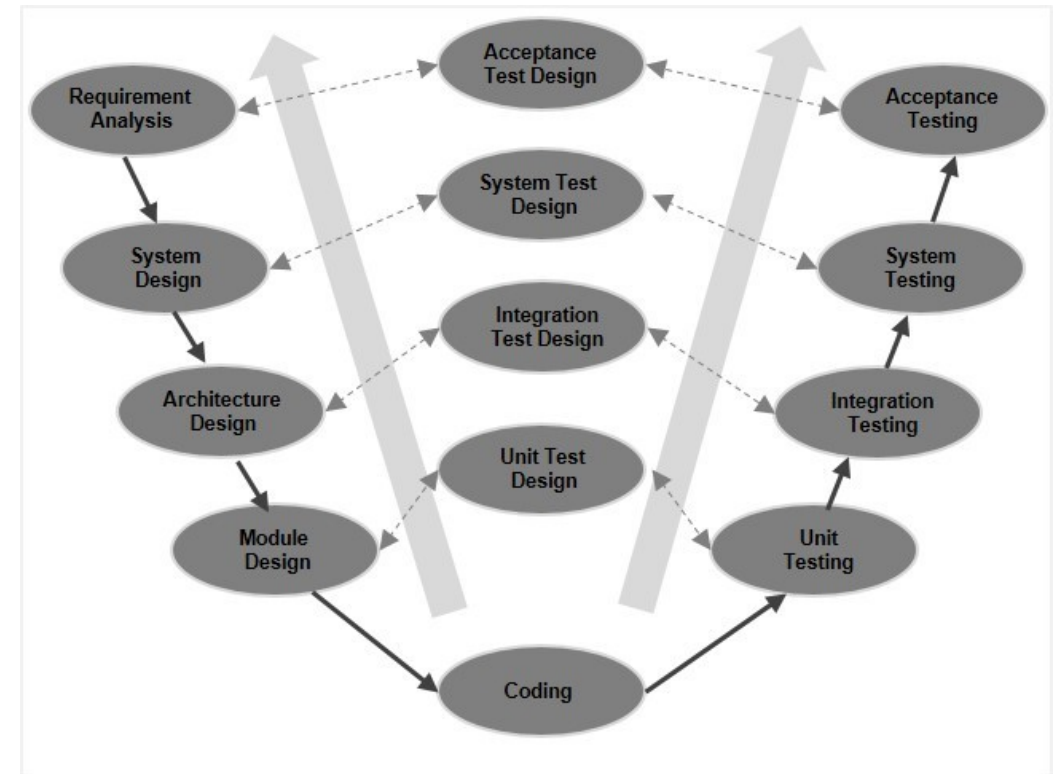 Acceptance
Test Design
Requirement
Analysis
Acceptance
Testing
System Test
Design
System
Design
System
Testing
Integration
Test Design
Architecture
Design
Integration
Testing
Unit Test
Design
Module
Design
Unit
Testing
Coding